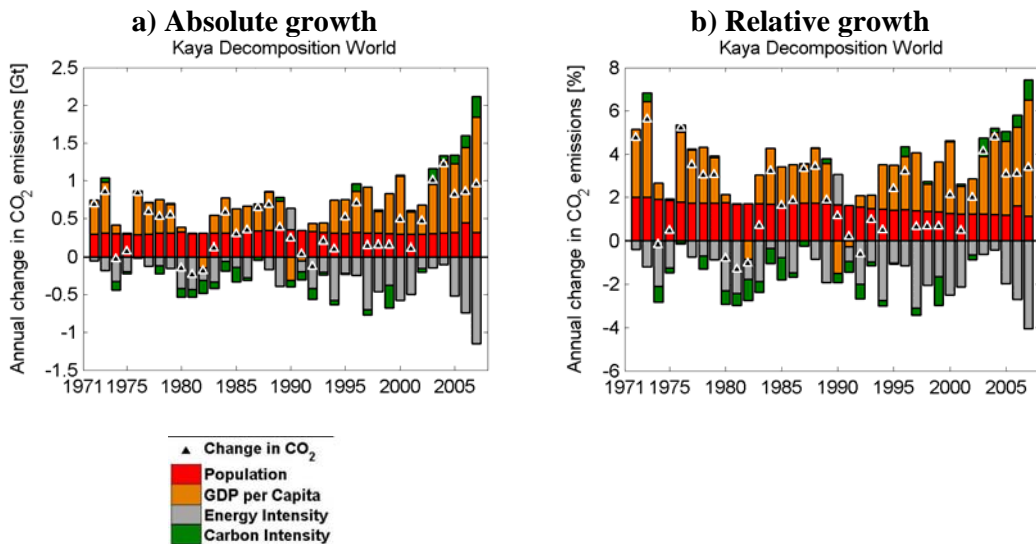 a) Absolute growth
Kaya Decomposition World
Annual change in CO2 emissions [Gt]
2.5
2
1.5
1
0.5
0
-0.5
-1
-1.5
1971 1975 1980 1985 1990 1995 2000 2005
b) Relative growth
Kaya Decomposition World
Annual change in CO2 emissions [%]
8
6
4
2
0
-2
-4
-6
1971 1975 1980 1985 1990 1995 2000 2005
Change in CO2
Population
GDP per Capita
Energy Intensity
Carbon Intensity